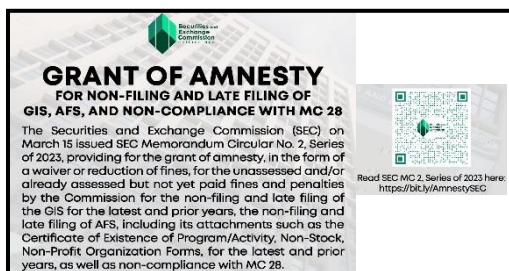 Securities and
Exchange
Commission
PHILIPPINES
GRANT OF AMNESTY
FOR NON-FILING AND LATE FILING OF
GIS, AFS, AND NON-COMPLIANCE WITH MC 28
The Securities and Exchange Commission (SEC) on
March 15 issued SEC Memorandum Circular No. 2, Series
of 2023, providing for the grant of amnesty, in the form of
a waiver or reduction of fines, for the unassessed and/or
already assessed but not yet paid fines and penalties
by the Commission for the non-filing and late filing of
the GIS for the latest and prior years, the non-filing and
late filing of AFS, including its attachments such as the
Certificate of Existence of Program/Activity, Non-Stock,
Non-Profit Organization Forms, for the latest and prior
years, as well as non-compliance with MC 28.
Read SEC MC 2, Series of 2023 here:
https://bit.ly/AmnestySEC